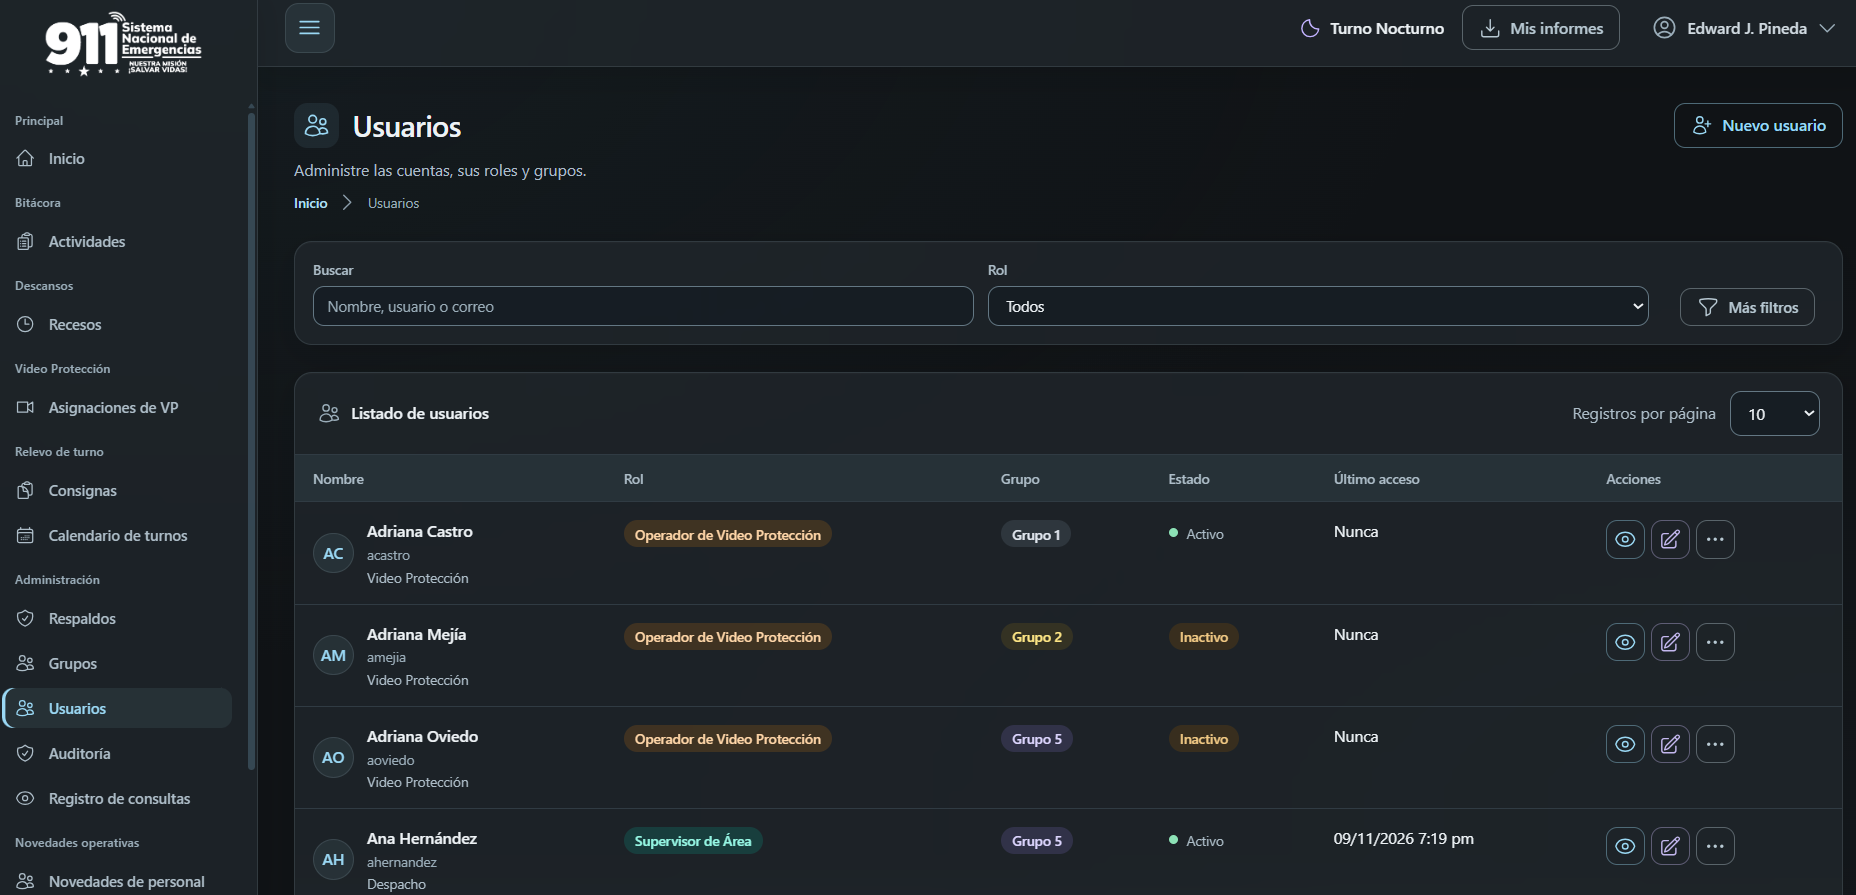 911 Sistema
Nacional de
Emergencias
NUESTRA MISIÓN
¡SALVAR VIDAS!
Turno Nocturno
Mis informes
Edward J. Pineda
Principal
Inicio
Bitácora
Actividades
Descansos
Recesos
Video Protección
Asignaciones de VP
Relevo de turno
Consignas
Calendario de turnos
Administración
Respaldos
Grupos
Usuarios
Auditoría
Registro de consultas
Novedades operativas
Novedades de personal
Usuarios
Nuevo usuario
Administre las cuentas, sus roles y grupos.
Inicio Usuarios
Buscar
Nombre, usuario o correo
Rol
Todos
Más filtros
Listado de usuarios
Registros por página 10
Nombre Rol Grupo Estado Último acceso Acciones
AC
Adriana Castro
acastro
Video Protección
Operador de Video Protección
Grupo 1
Activo
Nunca
AM
Adriana Mejía
amejia
Video Protección
Operador de Video Protección
Grupo 2
Inactivo
Nunca
AO
Adriana Oviedo
aoviedo
Video Protección
Operador de Video Protección
Grupo 5
Inactivo
Nunca
AH
Ana Hernández
ahernandez
Despacho
Supervisor de Área
Grupo 5
Activo
09/11/2026 7:19 pm